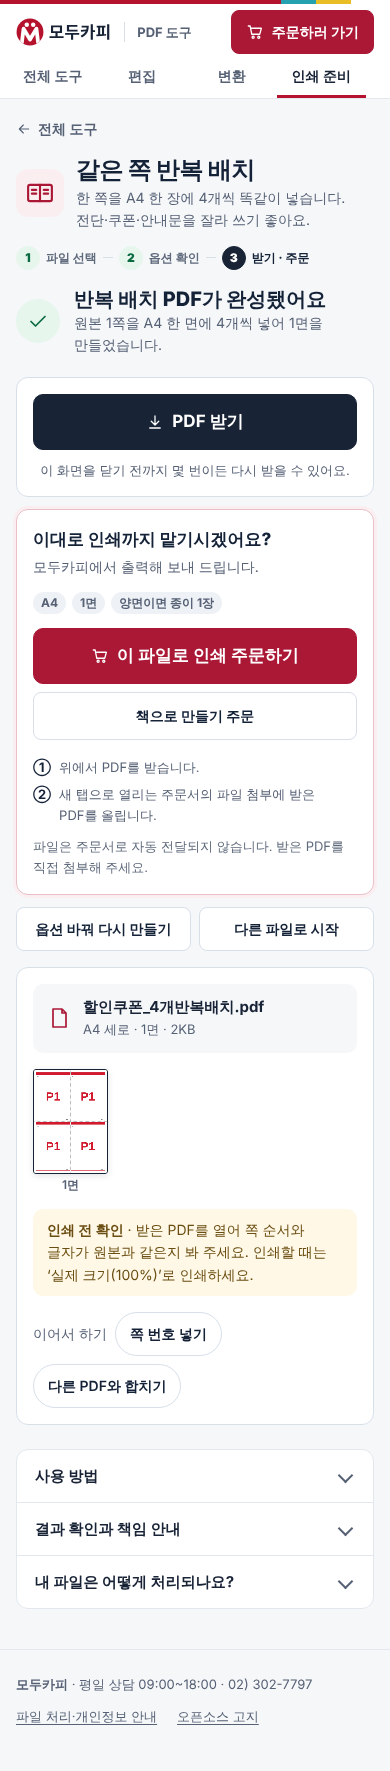 모두카피 PDF 도구 주문하러 가기
전체 도구 편집 변환 인쇄 준비
← 전체 도구
같은 쪽 반복 배치
한 쪽을 A4 한 장에 4개씩 똑같이 넣습니다.
전단·쿠폰·안내문을 잘라 쓰기 좋아요.
1 파일 선택 2 옵션 확인 3 받기 · 주문
반복 배치 PDF가 완성됐어요
원본 1쪽을 A4 한 면에 4개씩 넣어 1면을
만들었습니다.
PDF 받기
이 화면을 닫기 전까지 몇 번이든 다시 받을 수 있어요.
이대로 인쇄까지 맡기시겠어요?
모두카피에서 출력해 보내 드립니다.
A4 1면 양면이면 종이 1장
이 파일로 인쇄 주문하기
책으로 만들기 주문
1 위에서 PDF를 받습니다.
2 새 탭으로 열리는 주문서의 파일 첨부에 받은
PDF를 올립니다.
파일은 주문서로 자동 전달되지 않습니다. 받은 PDF를
직접 첨부해 주세요.
옵션 바꿔 다시 만들기 다른 파일로 시작
할인쿠폰_4개반복배치.pdf
A4 세로 · 1면 · 2KB
P1 P1
P1 P1
1면
인쇄 전 확인 · 받은 PDF를 열어 쪽 순서와
글자가 원본과 같은지 봐 주세요. 인쇄할 때는
‘실제 크기(100%)’로 인쇄하세요.
이어서 하기 쪽 번호 넣기
다른 PDF와 합치기
사용 방법
결과 확인과 책임 안내
내 파일은 어떻게 처리되나요?
모두카피 · 평일 상담 09:00~18:00 · 02) 302-7797
파일 처리·개인정보 안내 오픈소스 고지